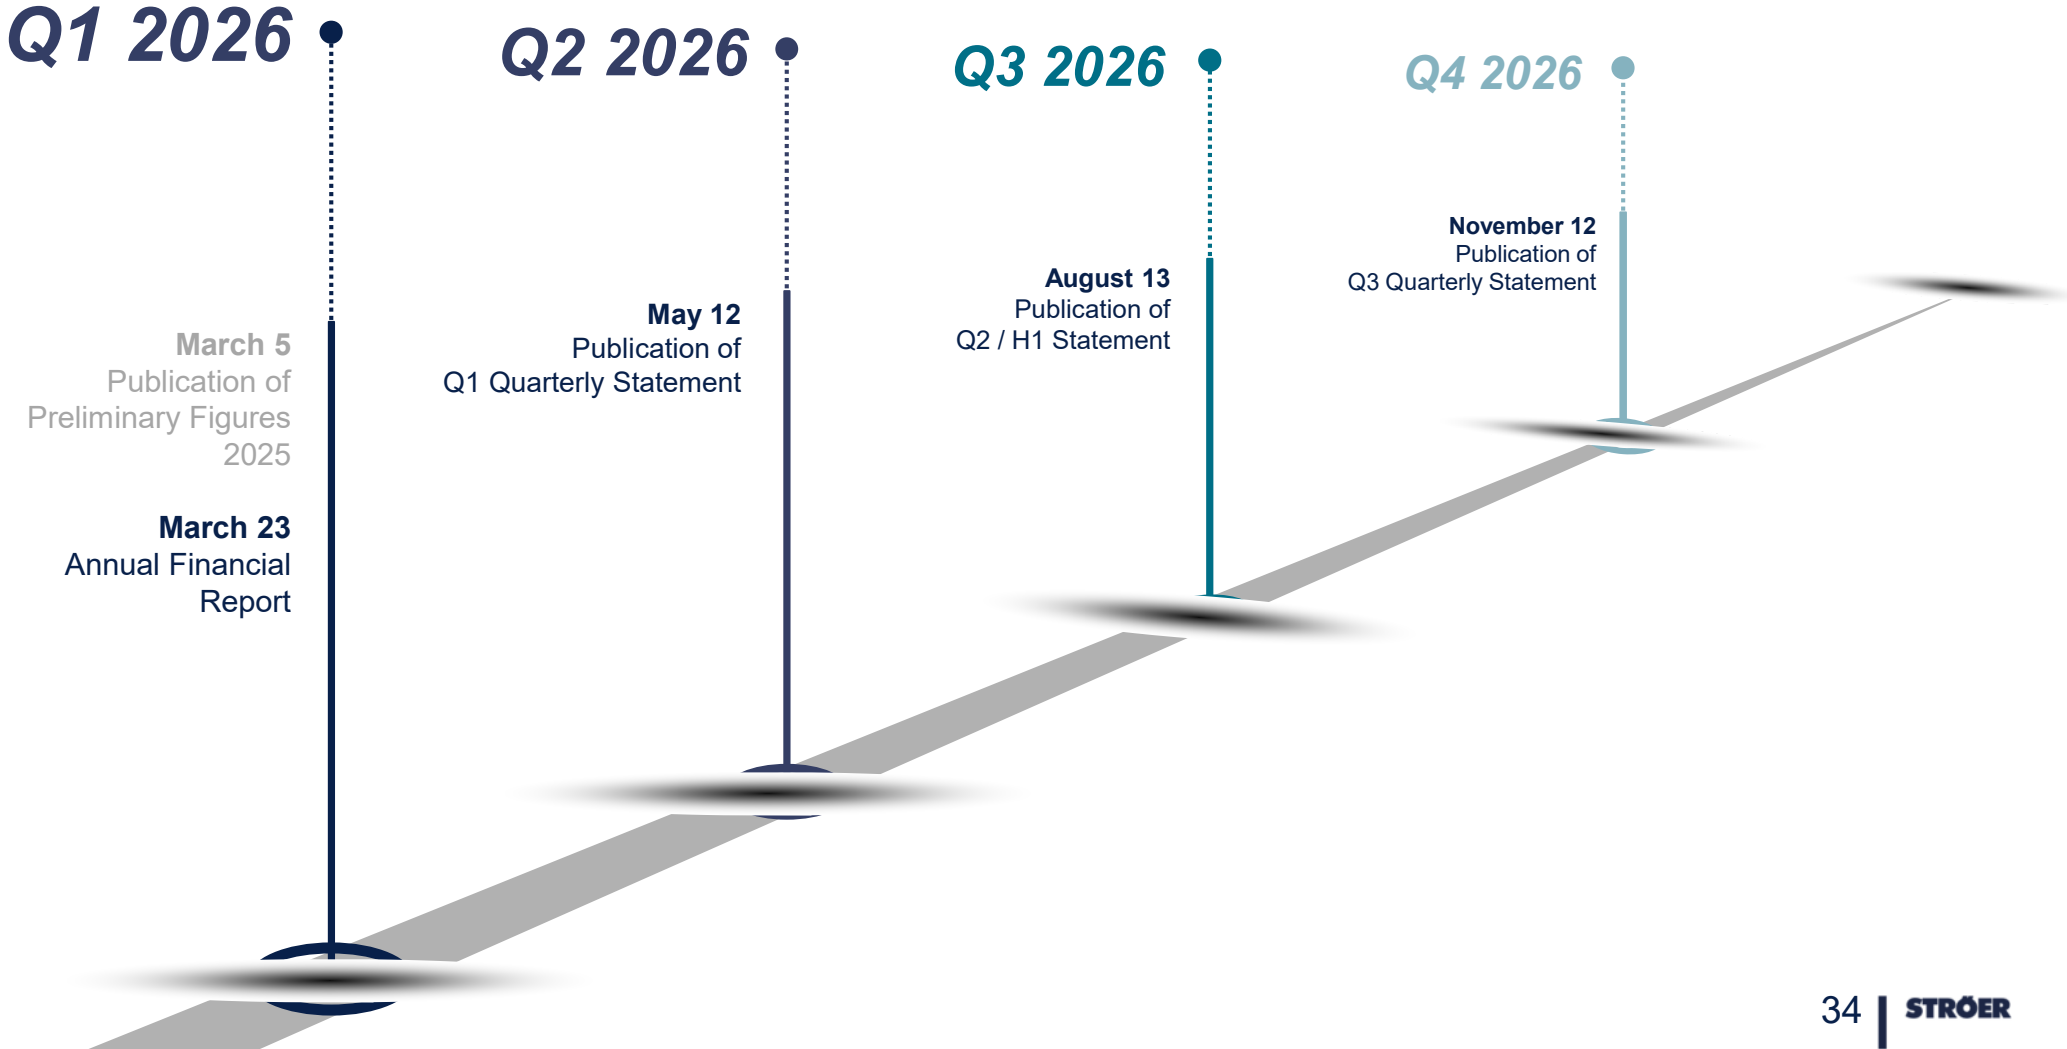 Q1 2026
March 5
Publication of
Preliminary Figures
2025
March 23
Annual Financial
Report
Q2 2026
May 12
Publication of
Q1 Quarterly Statement
Q3 2026
August 13
Publication of
Q2 / H1 Statement
Q4 2026
November 12
Publication of
Q3 Quarterly Statement
34
STRÖER